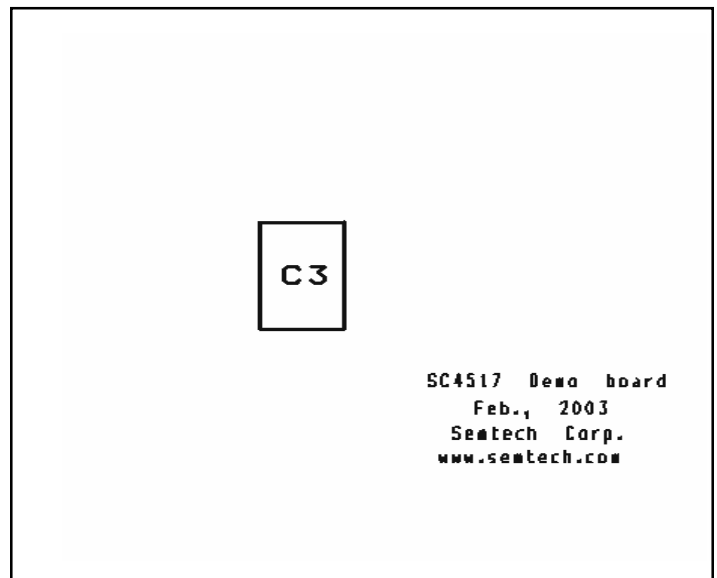 C3
SC4517 Demo board
Feb., 2003
Semtech Corp.
www.semtech.com